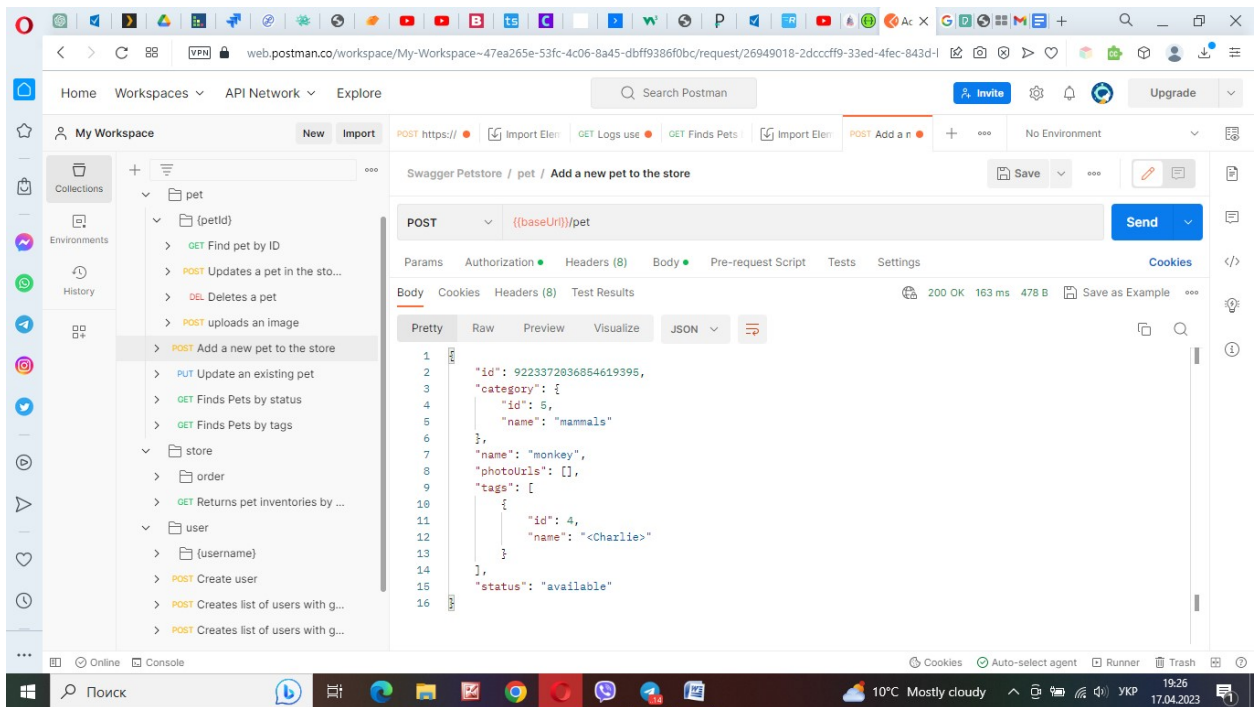 Ac
VPN web.postman.co/workspace/My-Workspace~47ea265e-53fc-4c06-8a45-dbff9386f0bc/request/26949018-2dcccff9-33ed-4fec-843d-
Home Workspaces API Network Explore Search Postman Invite Upgrade
My Workspace New Import POST https:// Import Elen GET Logs use GET Finds Pets Import Elem POST Add a n No Environment
Collections
Environments
History
pet
{petId}
GET Find pet by ID
POST Updates a pet in the sto...
DEL Deletes a pet
POST uploads an image
POST Add a new pet to the store
PUT Update an existing pet
GET Finds Pets by status
GET Finds Pets by tags
store
order
GET Returns pet inventories by ...
user
{username}
POST Create user
POST Creates list of users with g...
POST Creates list of users with g...
Swagger Petstore / pet / Add a new pet to the store Save
POST {{baseUrl}}/pet Send
Params Authorization Headers (8) Body Pre-request Script Tests Settings Cookies
Body Cookies Headers (8) Test Results 200 OK 163 ms 478 B Save as Example
Pretty Raw Preview Visualize JSON
1 {
2 "id": 9223372036854619395,
3 "category": {
4 "id": 5,
5 "name": "mammals"
6 },
7 "name": "monkey",
8 "photoUrls": [],
9 "tags": [
10 {
11 "id": 4,
12 "name": "<Charlie>"
13 }
14 ],
15 "status": "available"
16 }
Online Console Cookies Auto-select agent Runner Trash
Поиск 10°C Mostly cloudy УКР 19:26
17.04.2023